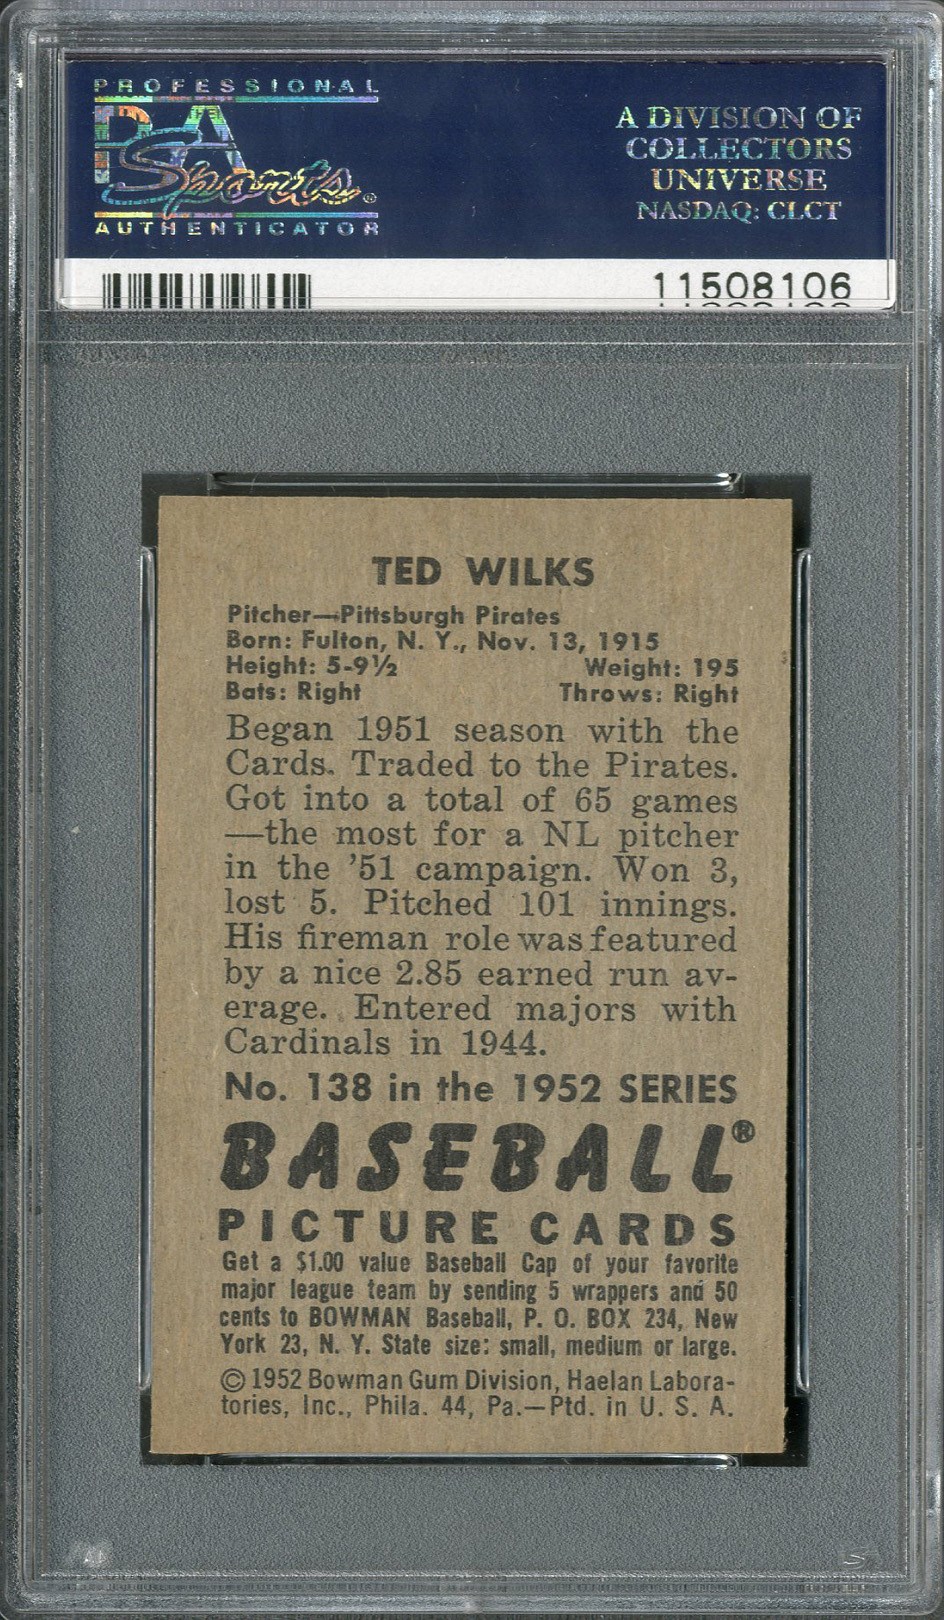 PROFESSIONAL
PSA
Sports
AUTHENTICATOR
A DIVISION OF
COLLECTORS
UNIVERSE
NASDAQ: CLCT
11508106
TED WILKS
Pitcher—Pittsburgh Pirates
Born: Fulton, N. Y., Nov. 13, 1915
Height: 5-9½ Weight: 195
Bats: Right Throws: Right
Began 1951 season with the
Cards. Traded to the Pirates.
Got into a total of 65 games
—the most for a NL pitcher
in the '51 campaign. Won 3,
lost 5. Pitched 101 innings.
His fireman role was featured
by a nice 2.85 earned run av-
erage. Entered majors with
Cardinals in 1944.
No. 138 in the 1952 SERIES
BASEBALL®
PICTURE CARDS
Get a $1.00 value Baseball Cap of your favorite
major league team by sending 5 wrappers and 50
cents to BOWMAN Baseball, P. O. BOX 234, New
York 23, N. Y. State size: small, medium or large.
© 1952 Bowman Gum Division, Haelan Labora-
tories, Inc., Phila. 44, Pa.—Ptd. in U. S. A.